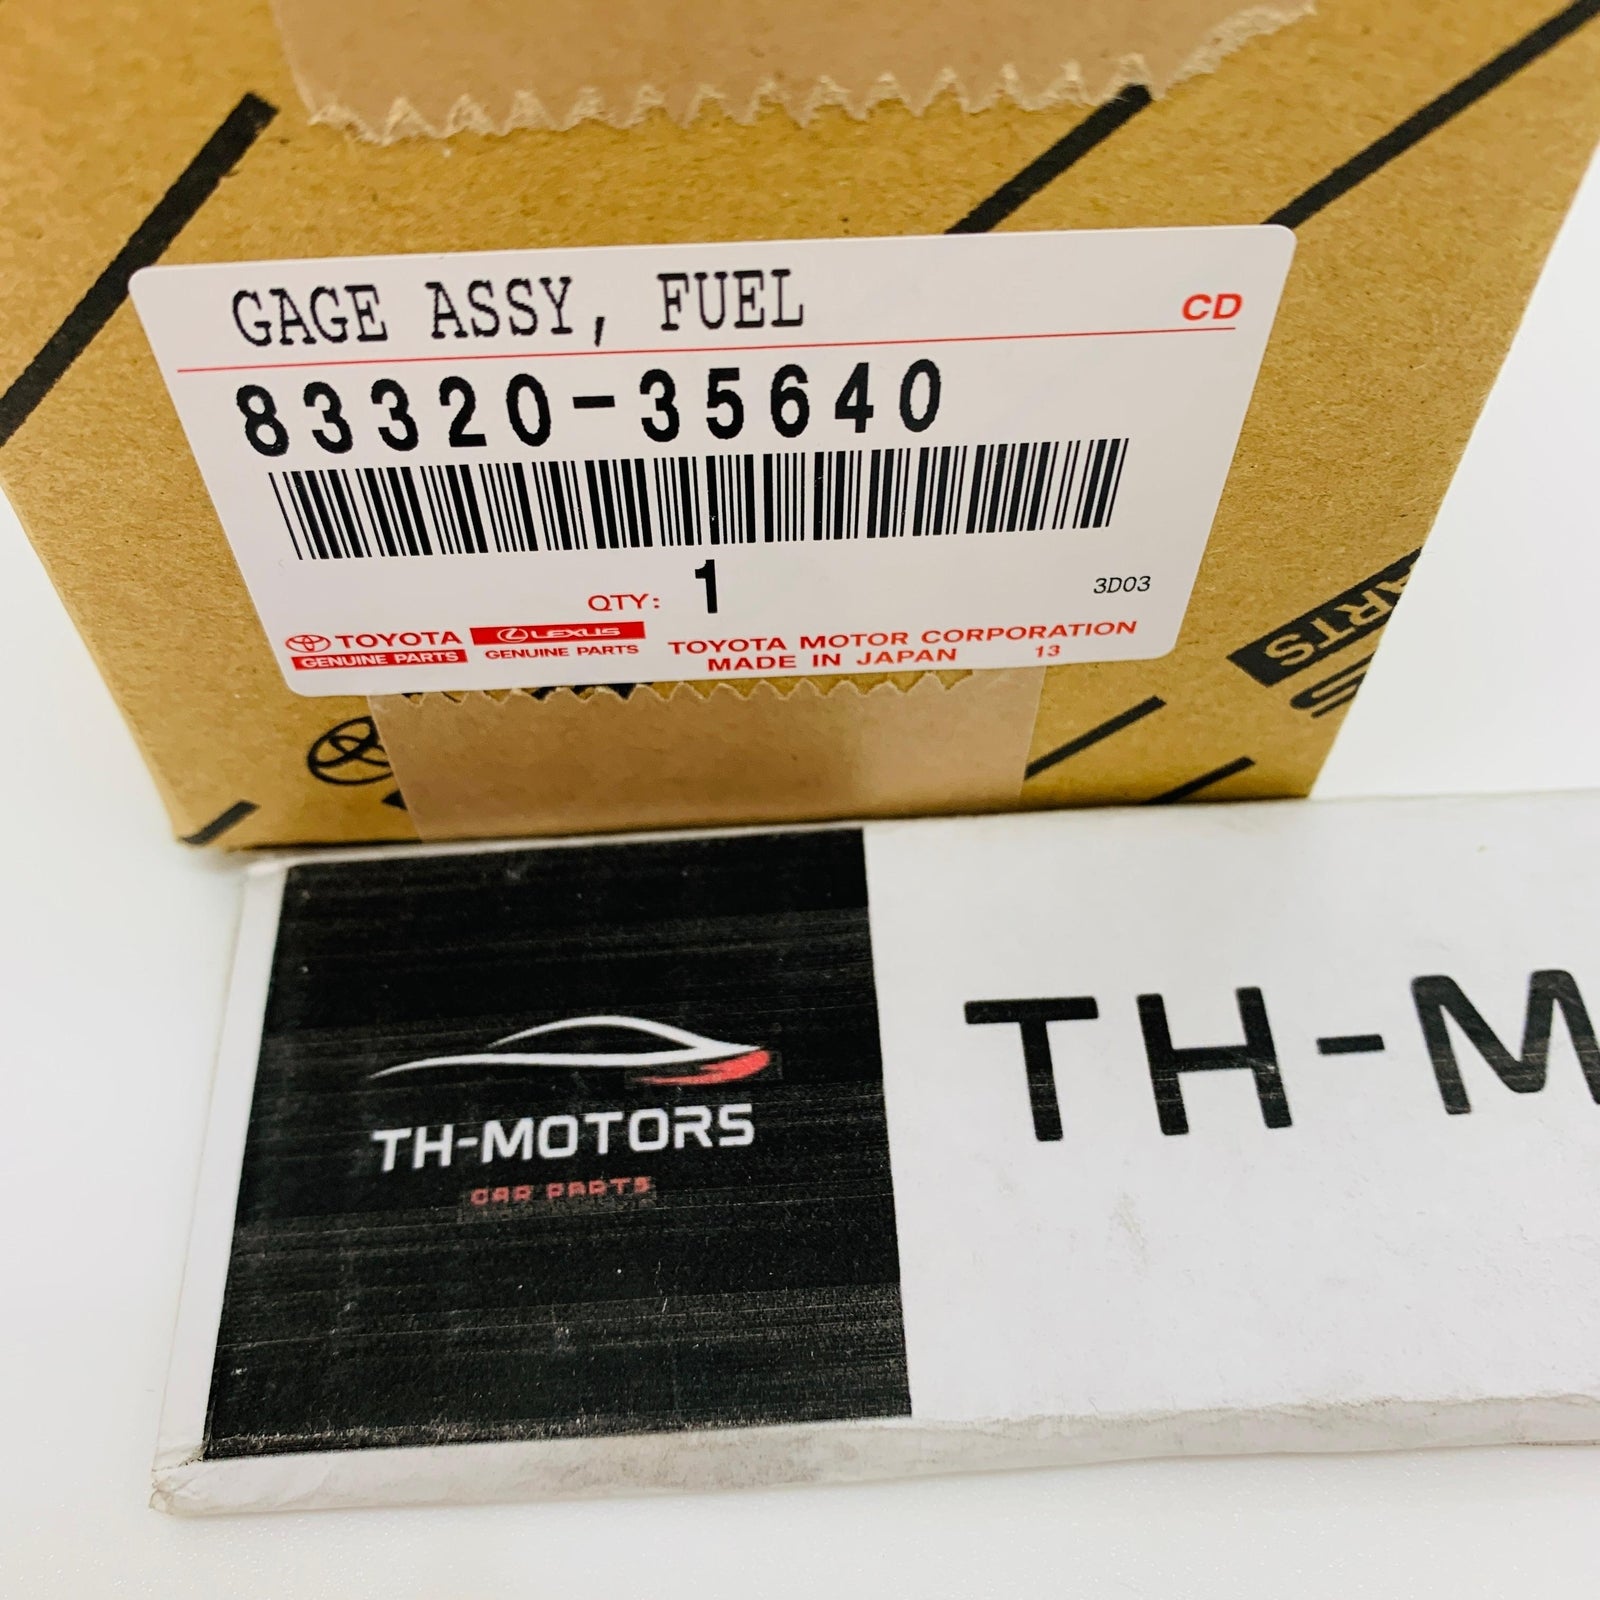 GAGE ASSY, FUEL
CD
83320-35640
QTY: 1
3D03
TOYOTA
GENUINE PARTS
LEXUS
GENUINE PARTS
TOYOTA MOTOR CORPORATION
MADE IN JAPAN 13
ARTS
S
TH-MOTORS
CAR PARTS
TH-M